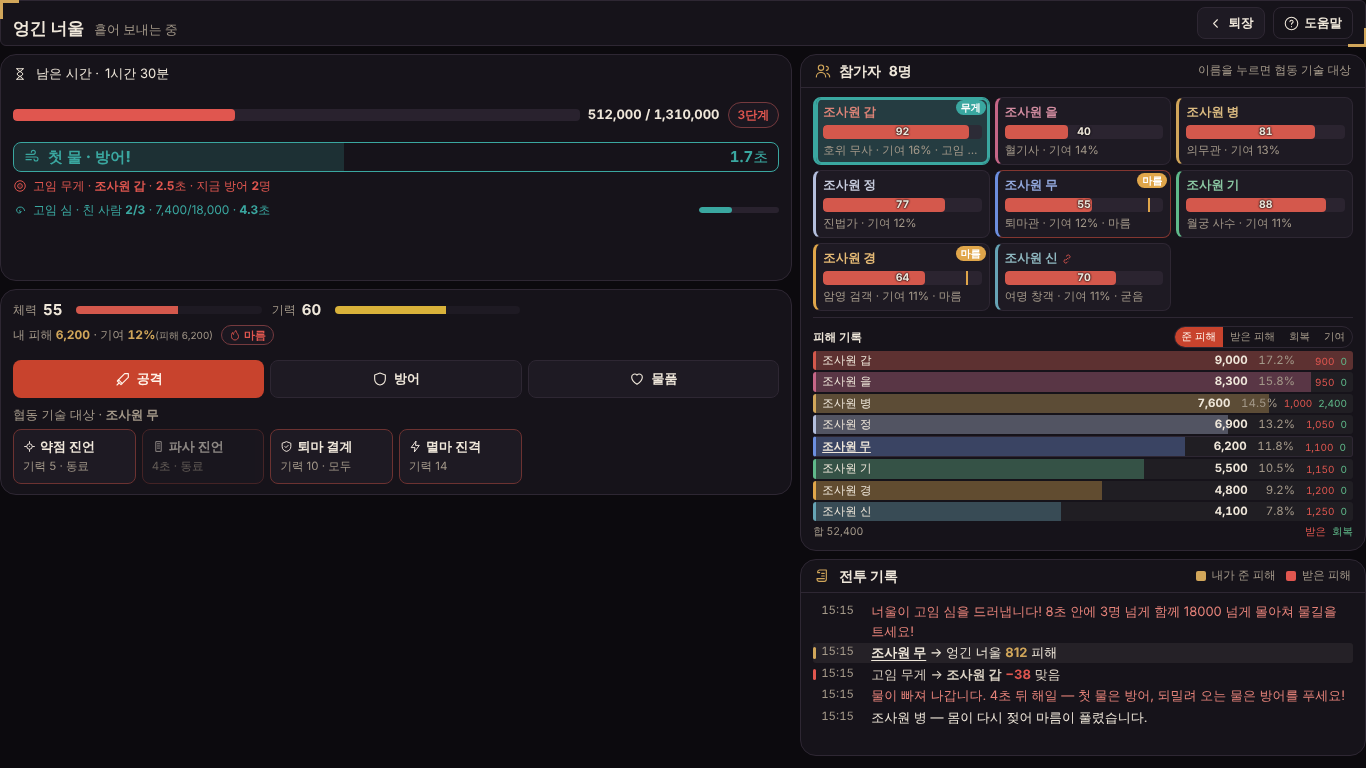 엉긴 너울 흩어 보내는 중
퇴장
도움말
남은 시간 · 1시간 30분
512,000 / 1,310,000 3단계
첫 물 · 방어! 1.7초
고임 무게 · 조사원 갑 · 2.5초 · 지금 방어 2명
고임 심 · 친 사람 2/3 · 7,400/18,000 · 4.3초
체력 55 기력 60
내 피해 6,200 · 기여 12%(피해 6,200) 마름
공격
방어
물품
협동 기술 대상 · 조사원 무
약점 진언
기력 5 · 동료
파사 진언
4초 · 동료
퇴마 결계
기력 10 · 모두
멸마 진격
기력 14
참가자 8명 이름을 누르면 협동 기술 대상
조사원 갑 무게
92
호위 무사 · 기여 16% · 고임 ...
조사원 을
40
혈기사 · 기여 14%
조사원 병
81
의무관 · 기여 13%
조사원 정
77
진법가 · 기여 12%
조사원 무 마름
55
퇴마관 · 기여 12% · 마름
조사원 기
88
월궁 사수 · 기여 11%
조사원 경 마름
64
암영 검객 · 기여 11% · 마름
조사원 신
70
여명 창객 · 기여 11% · 굳음
피해 기록 준 피해 받은 피해 회복 기여
조사원 갑 9,000 17.2% 900 0
조사원 을 8,300 15.8% 950 0
조사원 병 7,600 14.5% 1,000 2,400
조사원 정 6,900 13.2% 1,050 0
조사원 무 6,200 11.8% 1,100 0
조사원 기 5,500 10.5% 1,150 0
조사원 경 4,800 9.2% 1,200 0
조사원 신 4,100 7.8% 1,250 0
합 52,400 받은 회복
전투 기록 내가 준 피해 받은 피해
15:15 너울이 고임 심을 드러냅니다! 8초 안에 3명 넘게 함께 18000 넘게 몰아쳐 물길을
트세요!
15:15 조사원 무 → 엉긴 너울 812 피해
15:15 고임 무게 → 조사원 갑 −38 맞음
15:15 물이 빠져 나갑니다. 4초 뒤 해일 — 첫 물은 방어, 되밀려 오는 물은 방어를 푸세요!
15:15 조사원 병 — 몸이 다시 젖어 마름이 풀렸습니다.